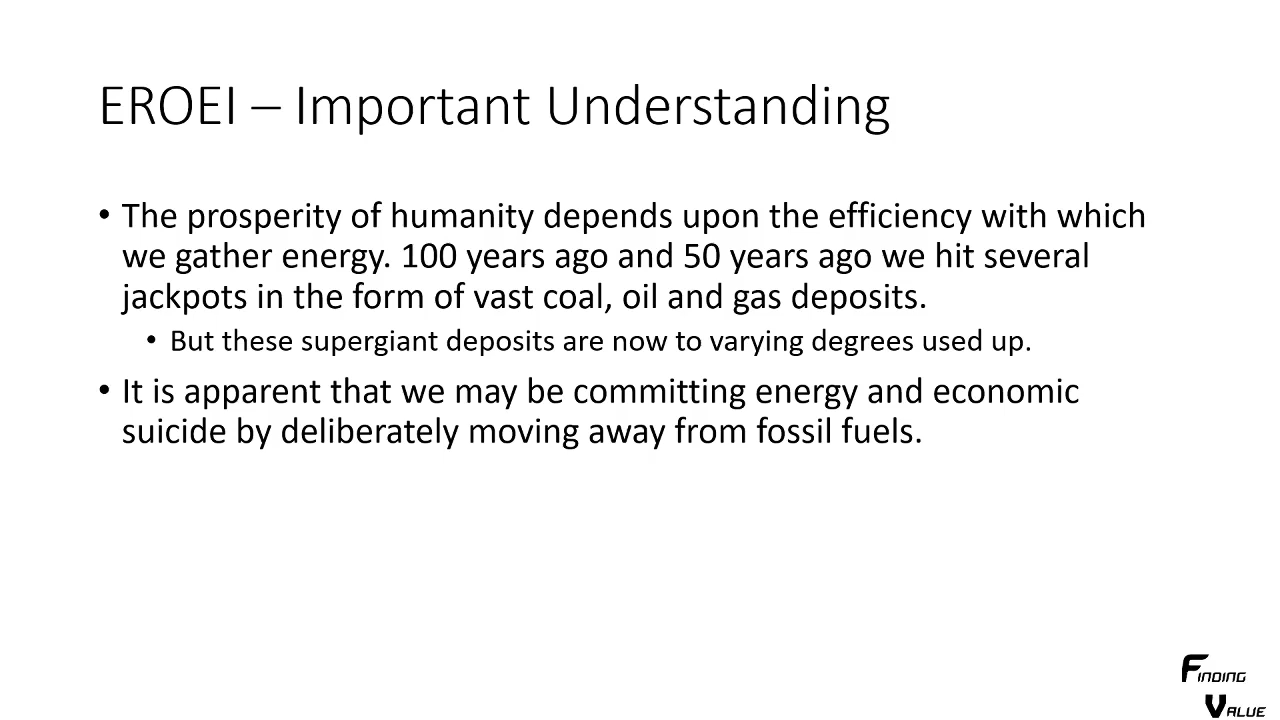 EROEI – Important Understanding
• The prosperity of humanity depends upon the efficiency with which
we gather energy. 100 years ago and 50 years ago we hit several
jackpots in the form of vast coal, oil and gas deposits.
• But these supergiant deposits are now to varying degrees used up.
• It is apparent that we may be committing energy and economic
suicide by deliberately moving away from fossil fuels.
Finding
Value